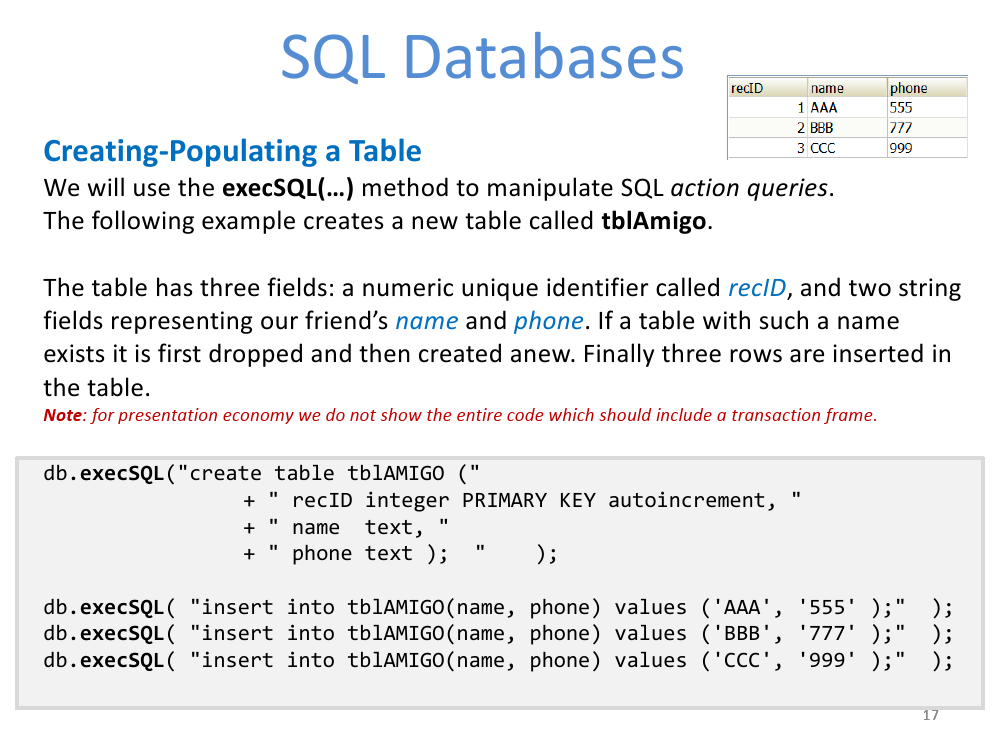 SQL Databases
recID name phone
1 AAA 555
2 BBB 777
3 CCC 999
Creating-Populating a Table
We will use the execSQL(…) method to manipulate SQL action queries.
The following example creates a new table called tblAmigo.
The table has three fields: a numeric unique identifier called recID, and two string
fields representing our friend’s name and phone. If a table with such a name
exists it is first dropped and then created anew. Finally three rows are inserted in
the table.
Note: for presentation economy we do not show the entire code which should include a transaction frame.
db.execSQL("create table tblAMIGO ("
+ " recID integer PRIMARY KEY autoincrement, "
+ " name  text, "
+ " phone text );  "    );
db.execSQL( "insert into tblAMIGO(name, phone) values ('AAA', '555' );"  );
db.execSQL( "insert into tblAMIGO(name, phone) values ('BBB', '777' );"  );
db.execSQL( "insert into tblAMIGO(name, phone) values ('CCC', '999' );"  );
17